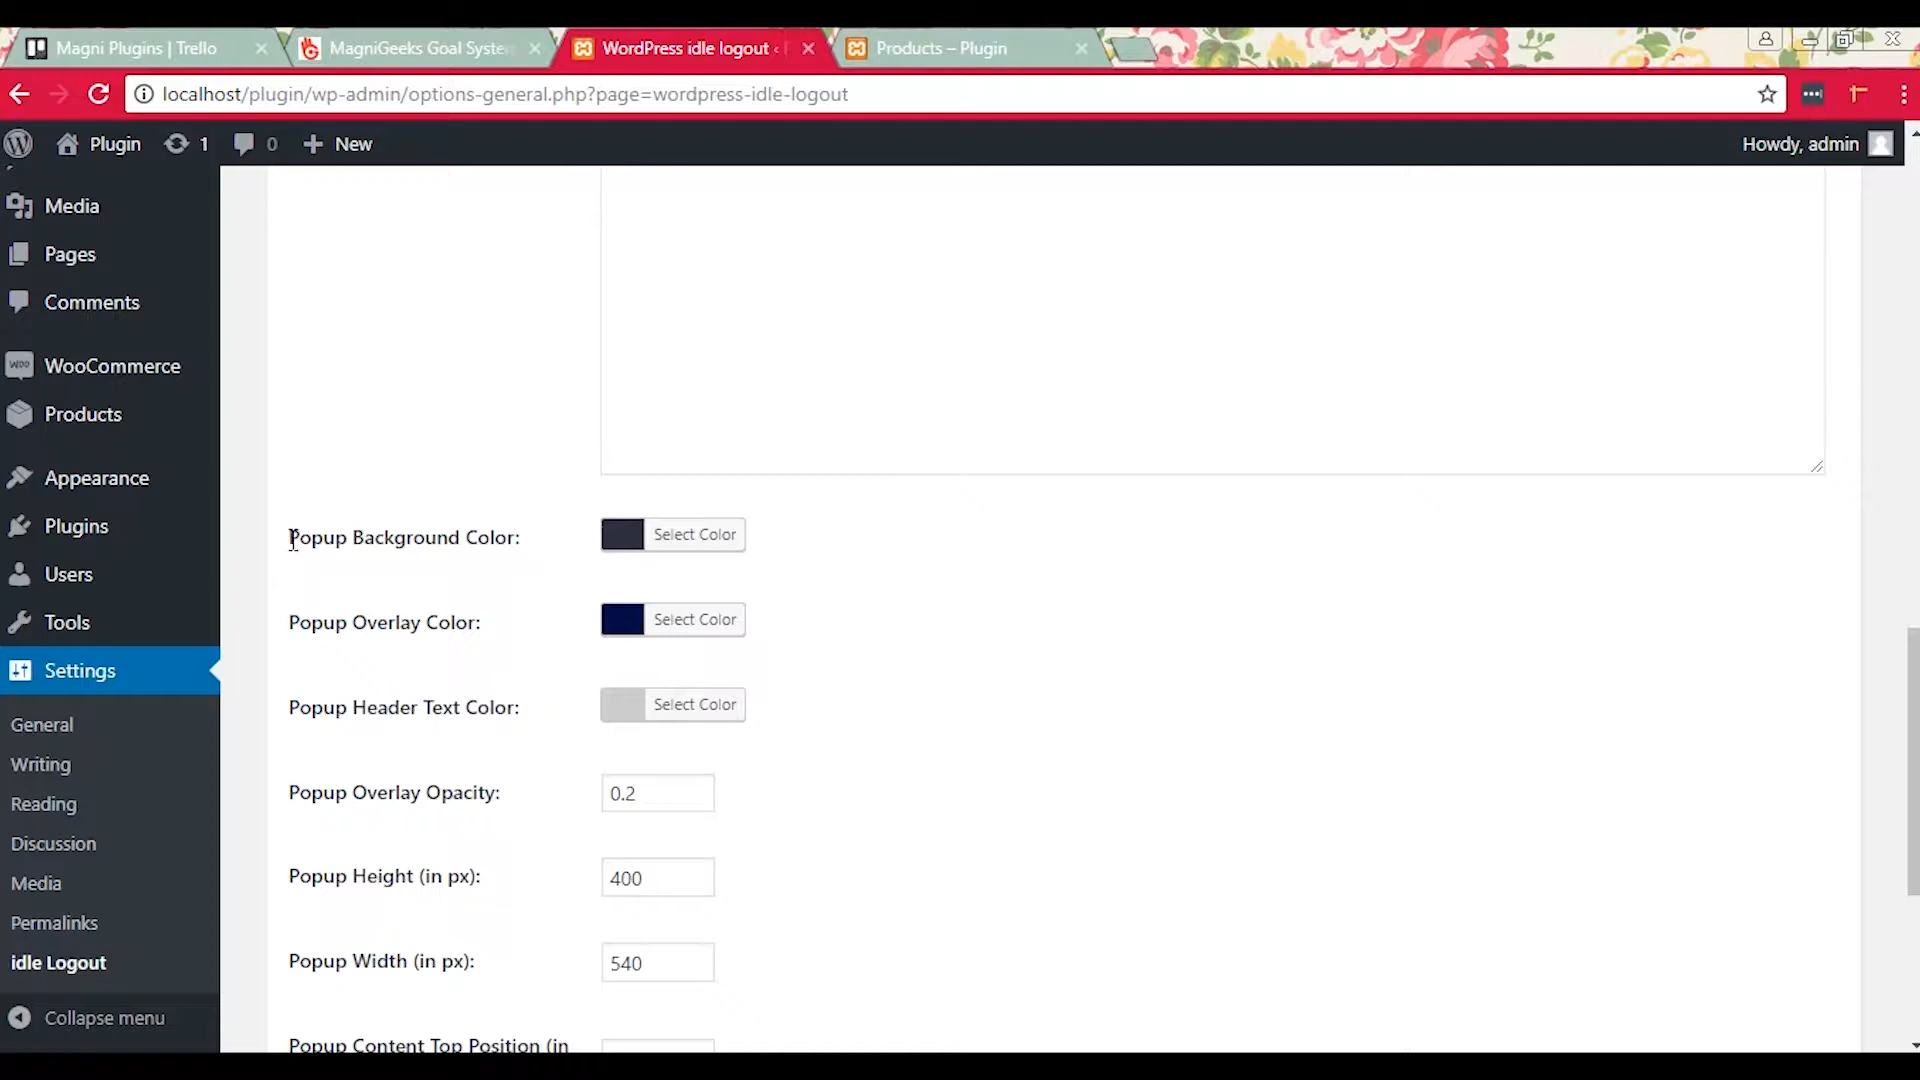 Magni Plugins | Trello
MagniGeeks Goal System
WordPress idle logout ‹
Products – Plugin
localhost/plugin/wp-admin/options-general.php?page=wordpress-idle-logout
Plugin 1 0 New
Howdy, admin
Media
Pages
Comments
WooCommerce
Products
Appearance
Plugins
Users
Tools
Settings
General
Writing
Reading
Discussion
Media
Permalinks
idle Logout
Collapse menu
Popup Background Color: Select Color
Popup Overlay Color: Select Color
Popup Header Text Color: Select Color
Popup Overlay Opacity: 0.2
Popup Height (in px): 400
Popup Width (in px): 540
Popup Content Top Position (in